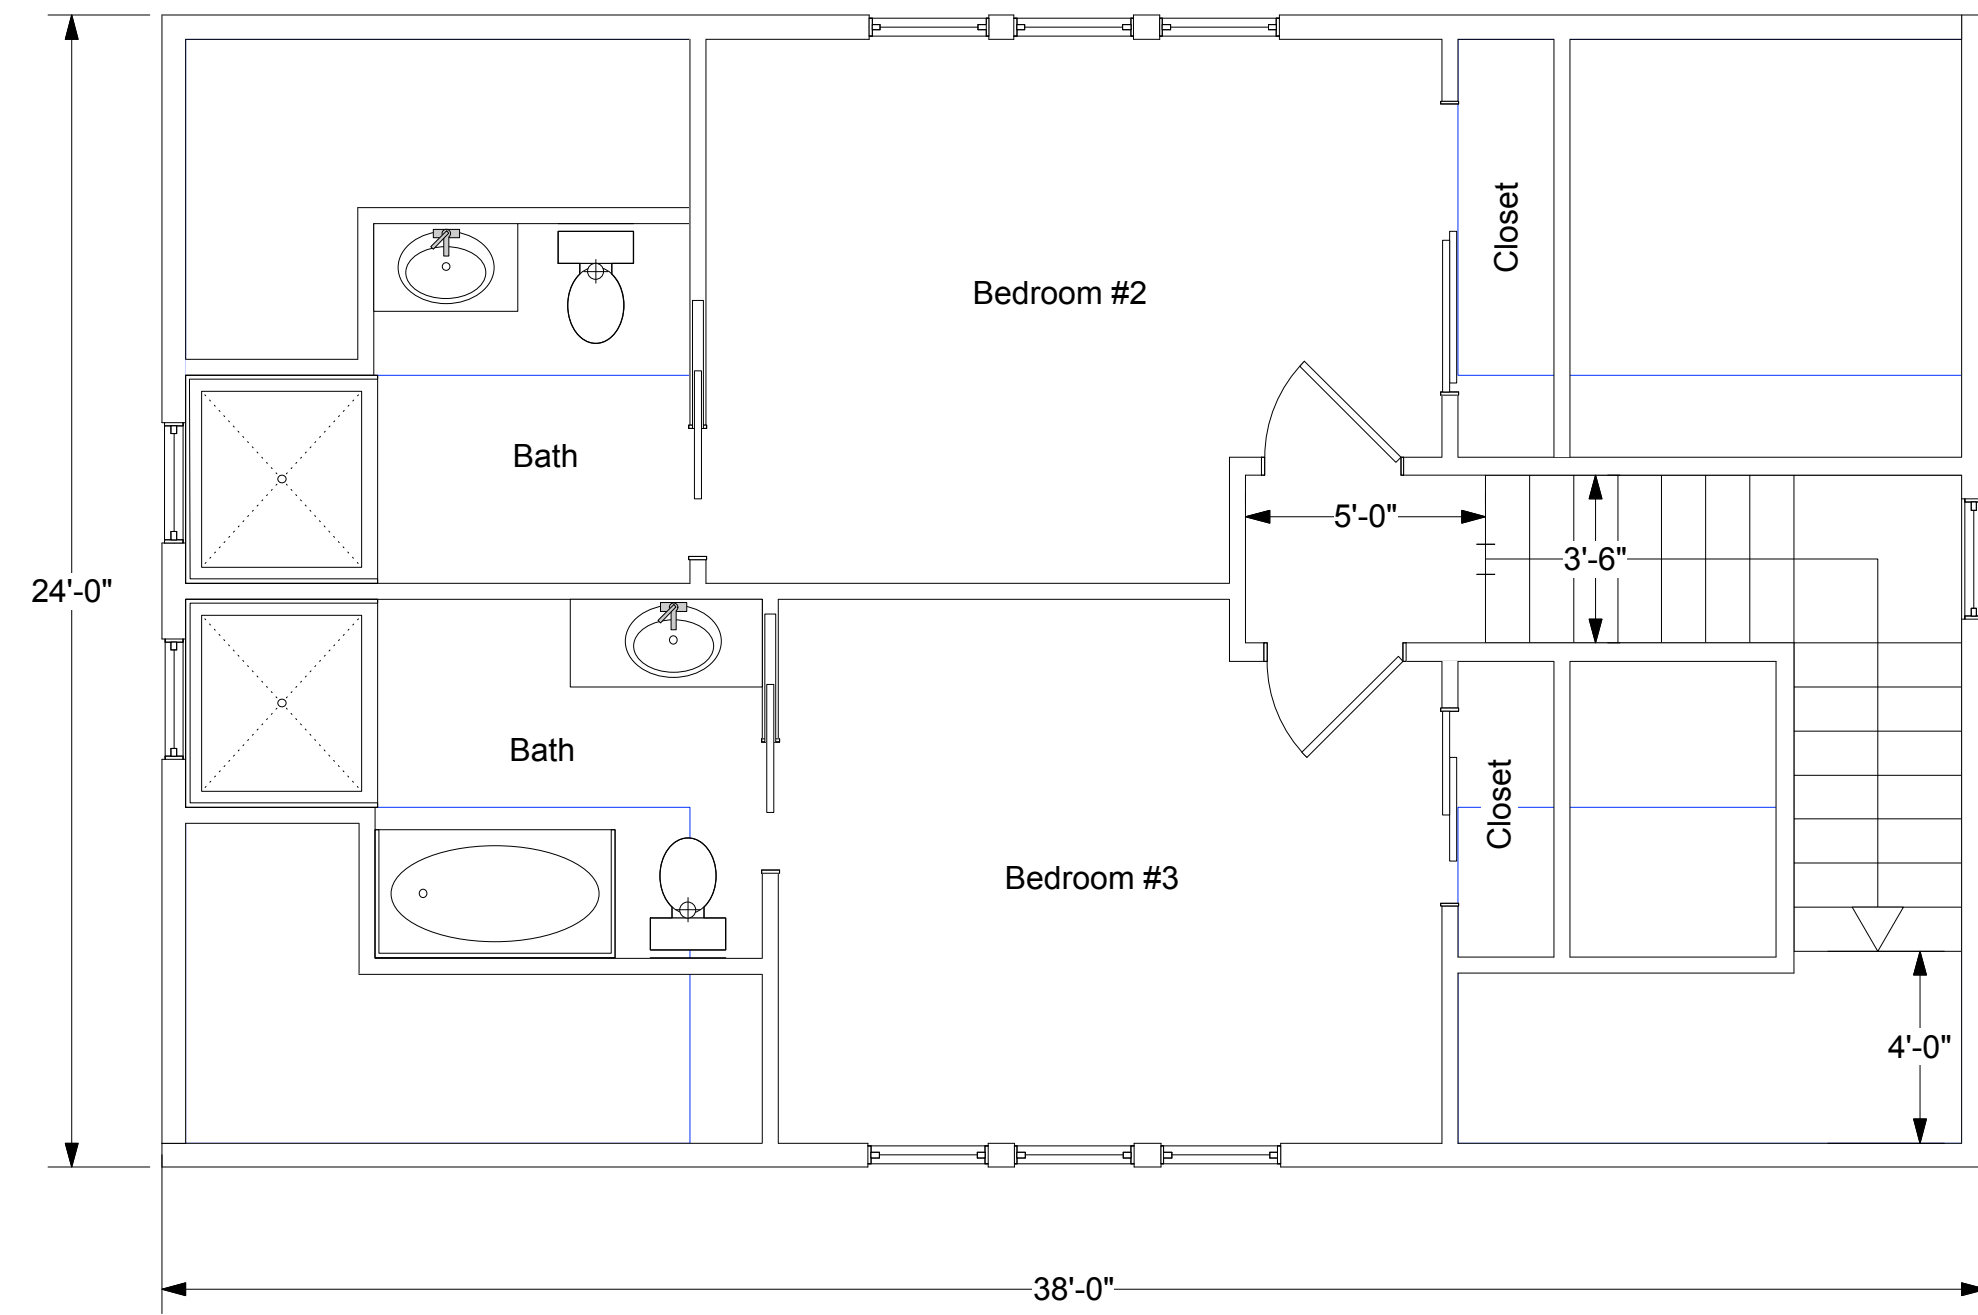 Closet
Bedroom #2
Bath
5'-0"
3'-6"
24'-0"
Bath
Closet
Bedroom #3
4'-0"
38'-0"